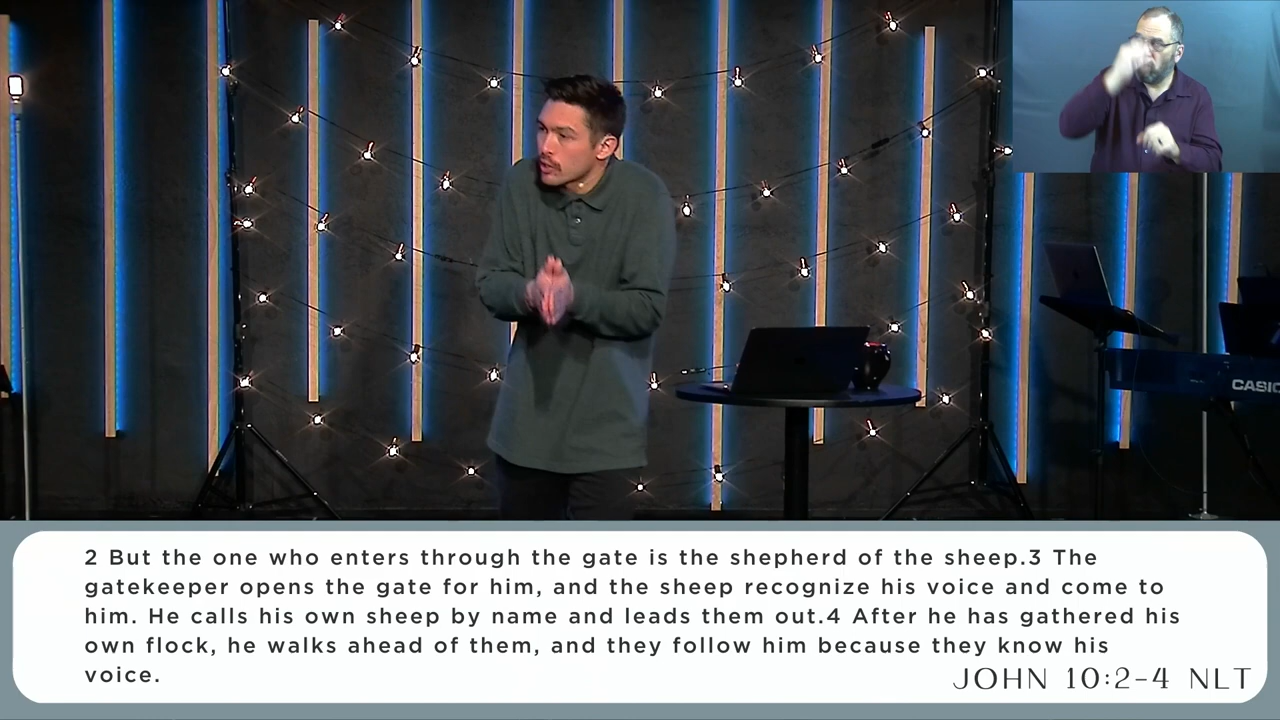 CASIO
2 But the one who enters through the gate is the shepherd of the sheep.3 The
gatekeeper opens the gate for him, and the sheep recognize his voice and come to
him. He calls his own sheep by name and leads them out.4 After he has gathered his
own flock, he walks ahead of them, and they follow him because they know his
voice.
JOHN 10:2-4 NLT